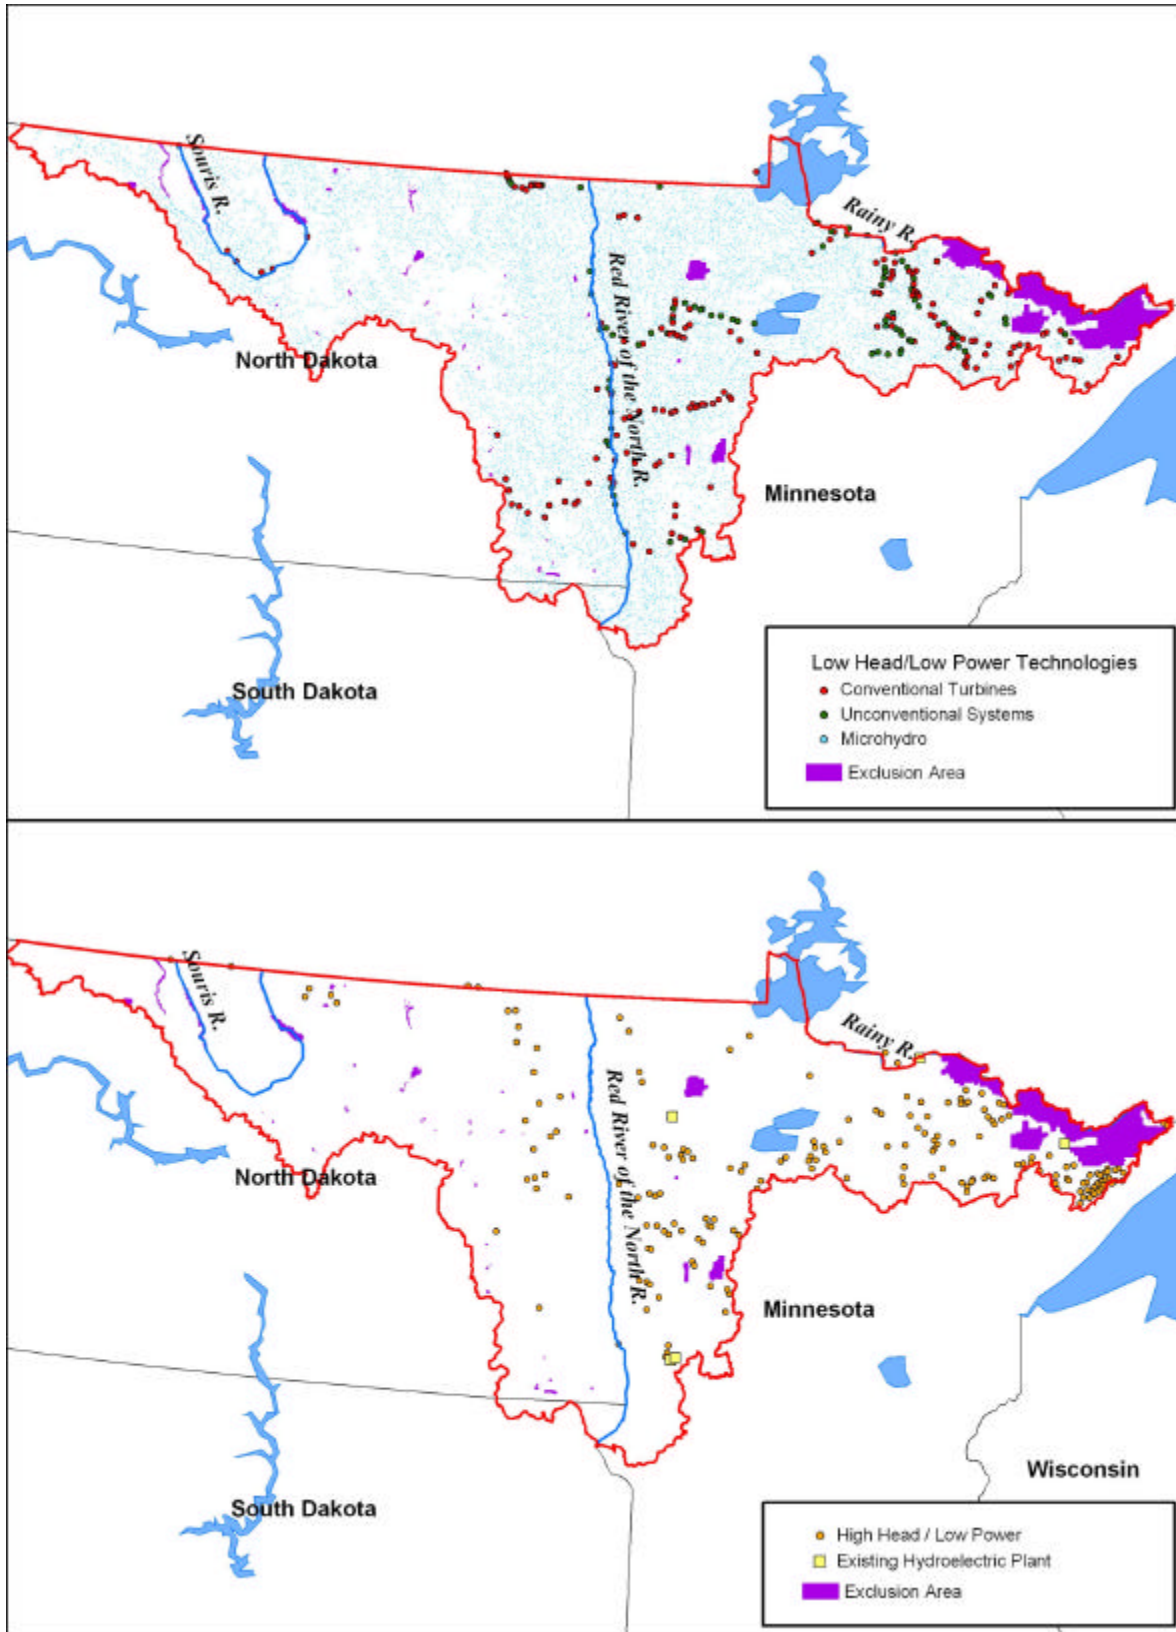 Souris R.
Rainy R.
Red River of the North R.
North Dakota
Minnesota
South Dakota
Low Head/Low Power Technologies
Conventional Turbines
Unconventional Systems
Microhydro
Exclusion Area
Souris R.
Rainy R.
Red River of the North R.
North Dakota
Minnesota
Wisconsin
South Dakota
High Head / Low Power
Existing Hydroelectric Plant
Exclusion Area